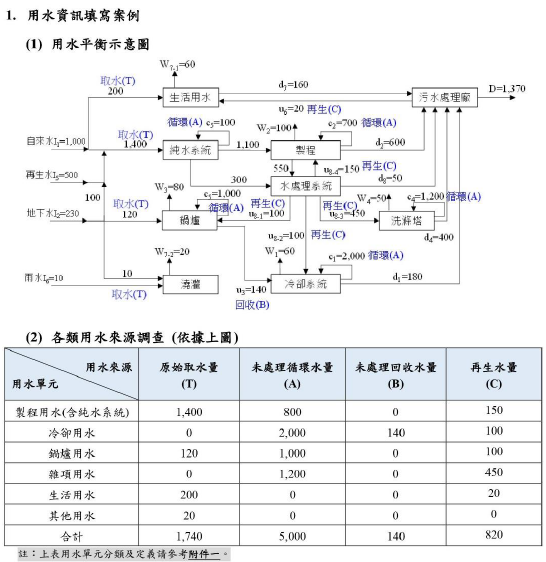 1. 用水資訊填寫案例
(1) 用水平衡示意圖
W7-1=60
取水(T)
200
生活用水
d7=160
污水處理廠
D=1,370
u6=20 再生(C)
循環(A) c5=100
c2=700 循環(A)
W2=100
自來水I1=1,000
取水(T)
1,400
純水系統
1,100
製程
d2=600
再生水I5=500
550
u8-4=150 再生(C)
300
水處理系統
d8=50
100
W3=80
c3=1,000
再生(C)
再生(C)
W4=50
c4=1,200
循環(A)
地下水I2=230
120
鍋爐
循環(A)
u8-1=100
u8-3=450
洗滌塔
取水(T)
u8-2=100
再生(C)
d4=400
W7-2=20
W1=60
c1=2,000 循環(A)
雨水I6=10
10
澆灌
u3=140
冷卻系統
d1=180
取水(T)
回收(B)
(2) 各類用水來源調查 (依據上圖)
用水來源
用水單元
原始取水量
(T)
未處理循環水量
(A)
未處理回收水量
(B)
再生水量
(C)
製程用水(含純水系統) 1,400 800 0 150
冷卻用水 0 2,000 140 100
鍋爐用水 120 1,000 0 100
雜項用水 0 1,200 0 450
生活用水 200 0 0 20
其他用水 20 0 0 0
合計 1,740 5,000 140 820
註：上表用水單元分類及定義請參考附件一。